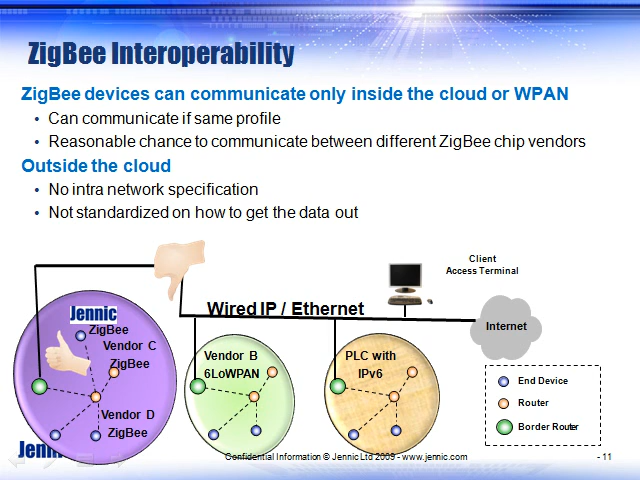 ZigBee Interoperability
ZigBee devices can communicate only inside the cloud or WPAN
• Can communicate if same profile
• Reasonable chance to communicate between different ZigBee chip vendors
Outside the cloud
• No intra network specification
• Not standardized on how to get the data out
Client
Access Terminal
Wired IP / Ethernet
Internet
Jennic
ZigBee
Vendor C
ZigBee
Vendor D
ZigBee
Vendor B
6LoWPAN
PLC with
IPv6
End Device
Router
Border Router
Jennic
Confidential Information © Jennic Ltd 2009 - www.jennic.com
- 11